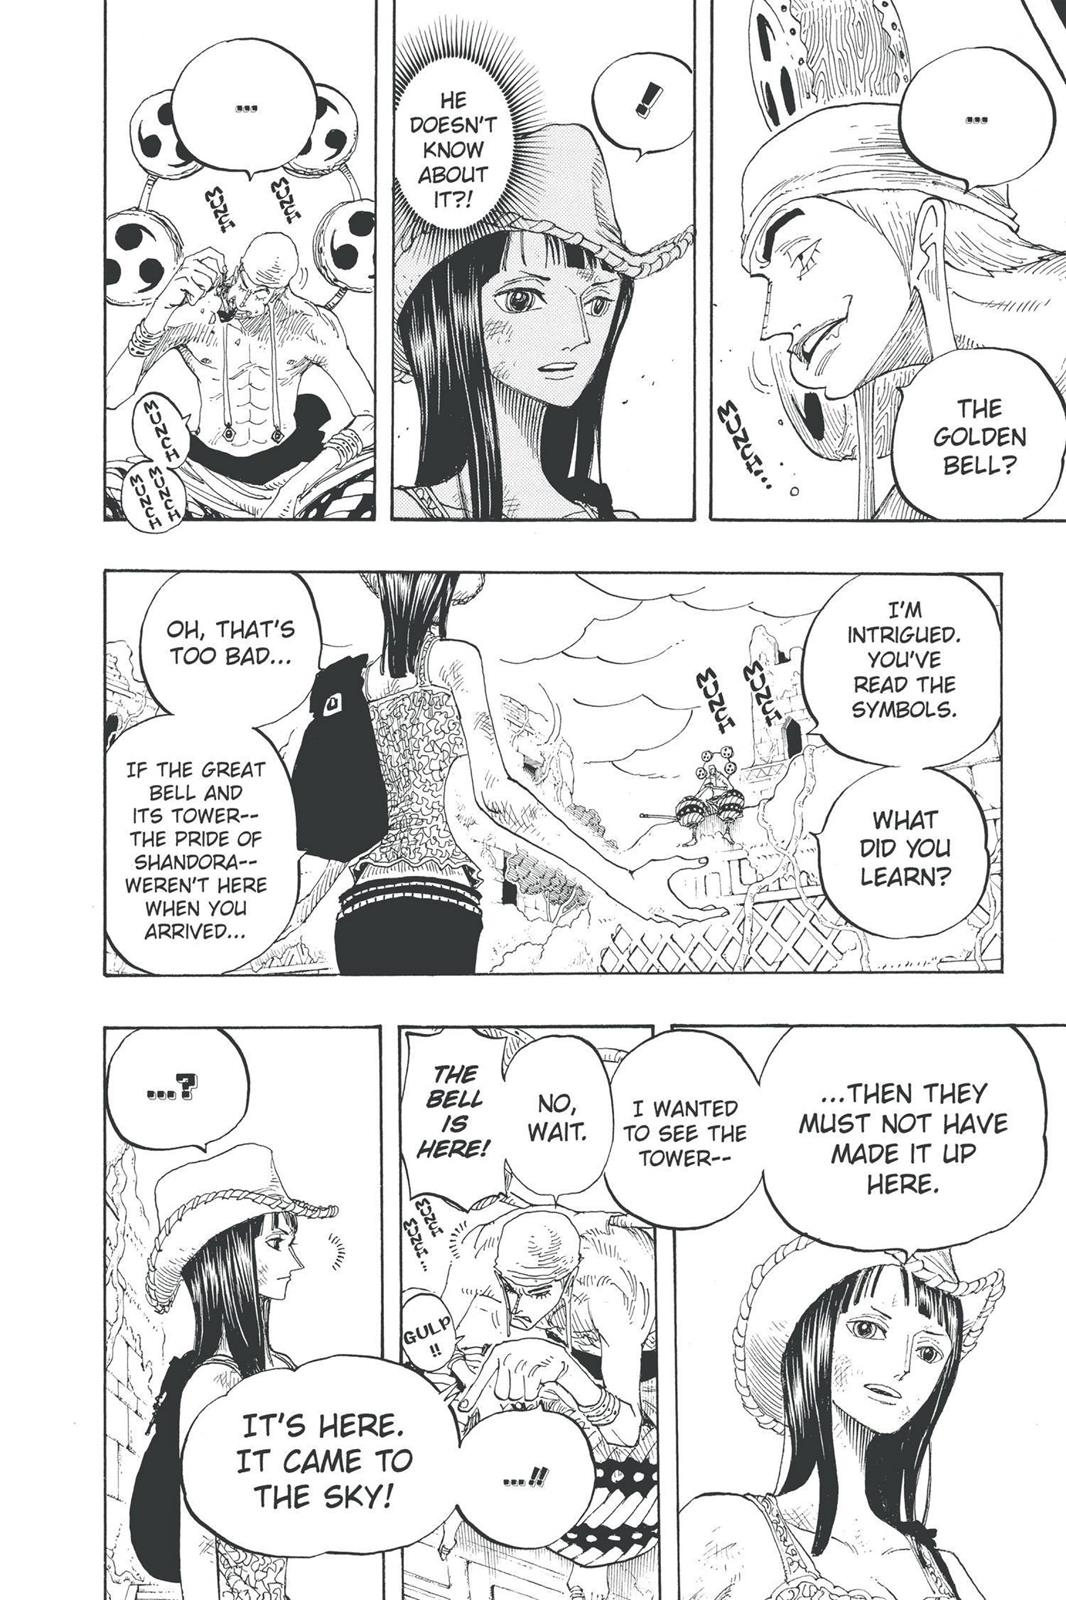 ...
THE
GOLDEN
BELL?
MUNCH
MUNCH...
!
HE
DOESN'T
KNOW
ABOUT
IT?!
...
MUNCH
MUNCH
MUNCH
MUNCH
MUNCH
I'M
INTRIGUED.
YOU'VE
READ THE
SYMBOLS.
WHAT
DID YOU
LEARN?
MUNCH
MUNCH
OH, THAT'S
TOO BAD...
IF THE GREAT
BELL AND
ITS TOWER--
THE PRIDE OF
SHANDORA--
WEREN'T HERE
WHEN YOU
ARRIVED...
...THEN THEY
MUST NOT HAVE
MADE IT UP
HERE.
I WANTED
TO SEE THE
TOWER--
NO,
WAIT.
THE
BELL
IS
HERE!
MUNCH
MUNCH...
GULP
!!
...!!
...?
IT'S HERE.
IT CAME TO
THE SKY!